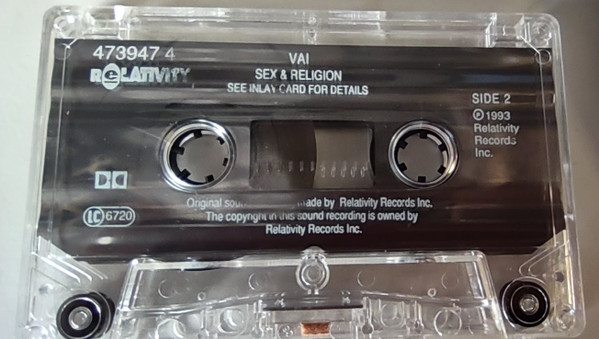 473947 4
RELATIVITY
VAI
SEX & RELIGION
SEE INLAY CARD FOR DETAILS
SIDE 2
℗ 1993
Relativity
Records
Inc.
LC 6720
Original made by Relativity Records Inc.
The copyright in this sound recording is owned by
Relativity Records Inc.